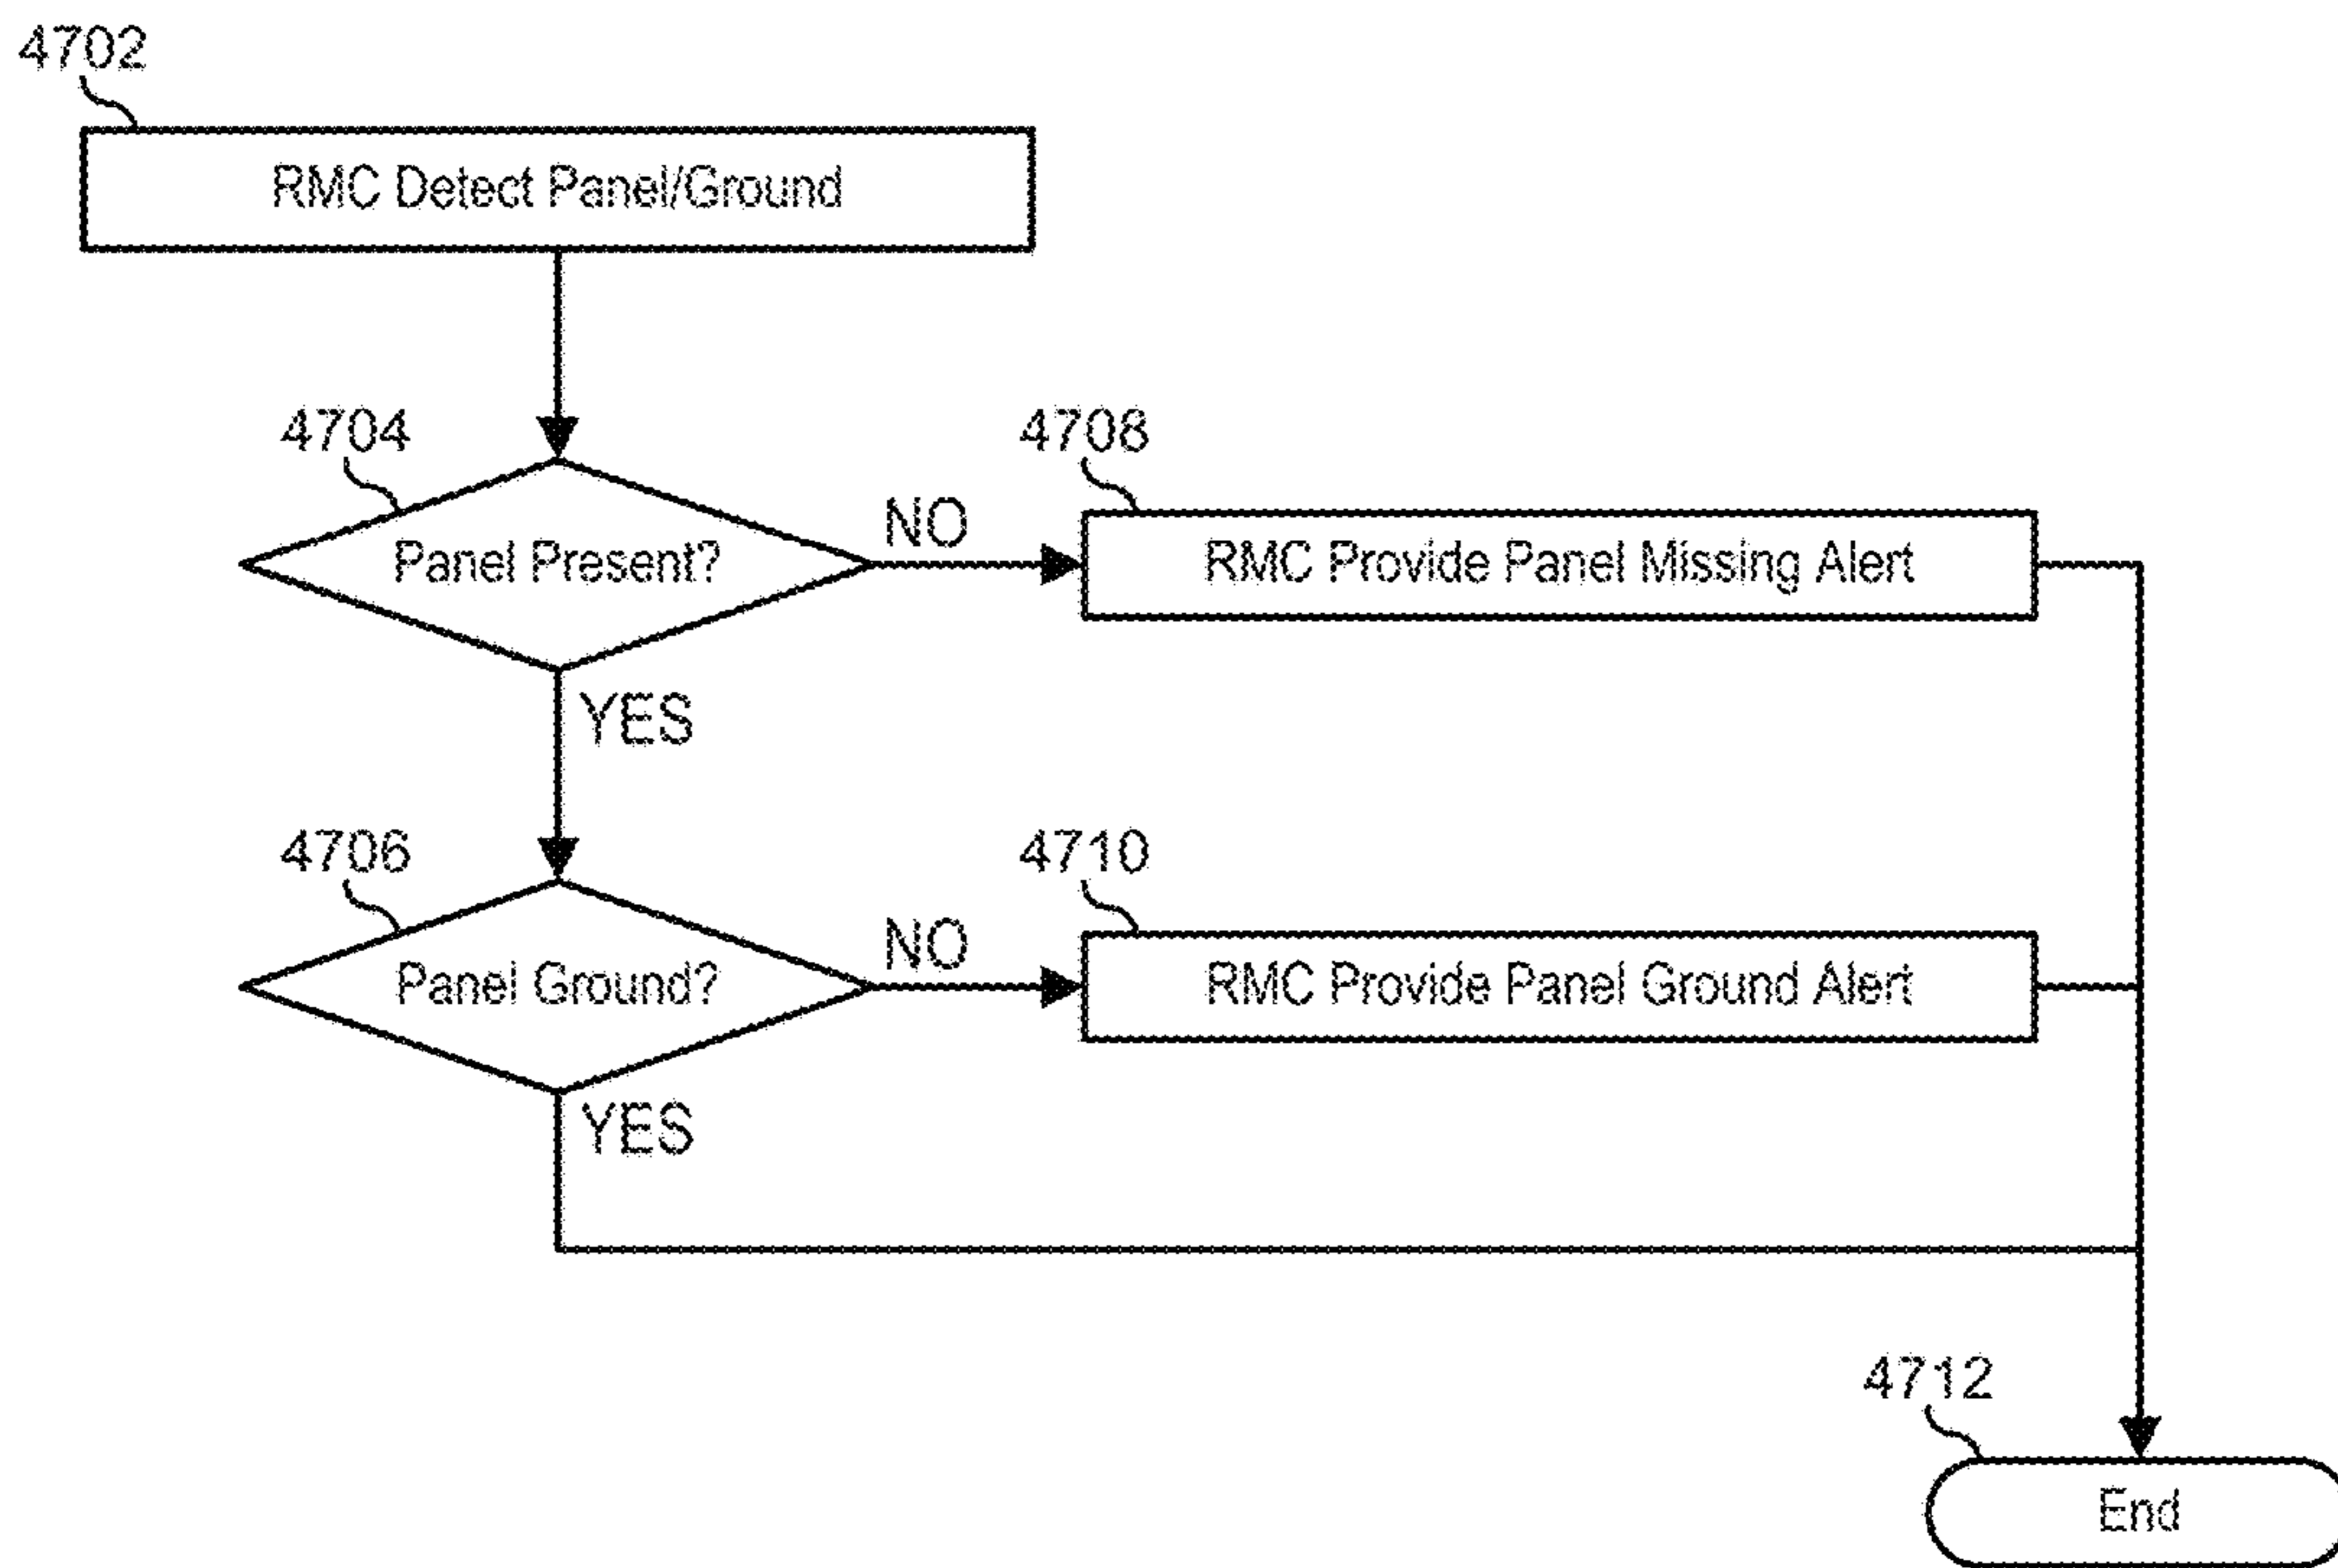 4702
RMC Detect Panel/Ground
4704
4708
Panel Present?
NO
RMC Provide Panel Missing Alert
YES
4706
4710
Panel Ground?
NO
RMC Provide Panel Ground Alert
YES
4712
End